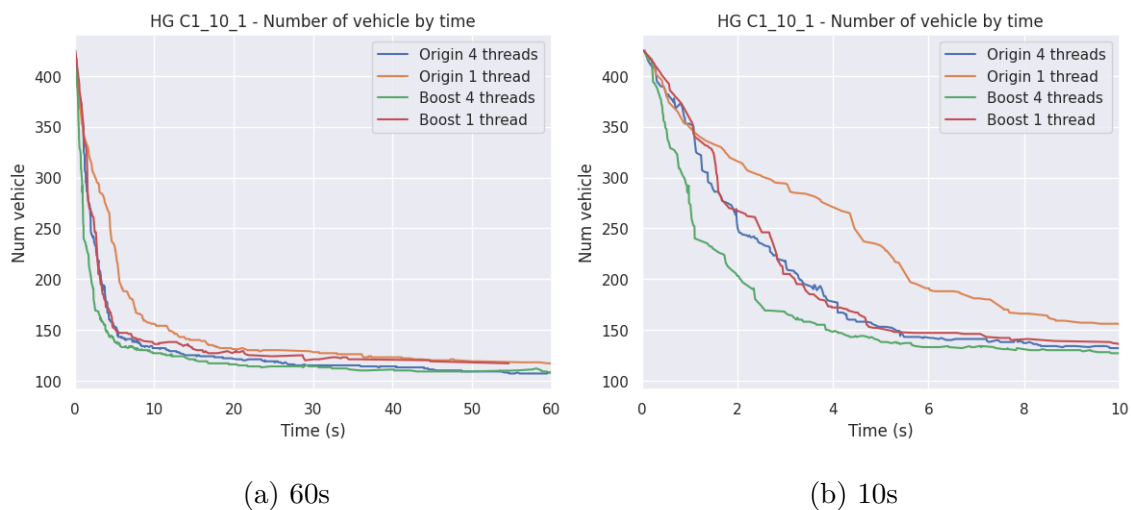 HG C1_10_1 - Number of vehicle by time
Num vehicle
400
350
300
250
200
150
100
Origin 4 threads
Origin 1 thread
Boost 4 threads
Boost 1 thread
0 10 20 30 40 50 60
Time (s)
(a) 60s
HG C1_10_1 - Number of vehicle by time
Num vehicle
400
350
300
250
200
150
100
Origin 4 threads
Origin 1 thread
Boost 4 threads
Boost 1 thread
0 2 4 6 8 10
Time (s)
(b) 10s